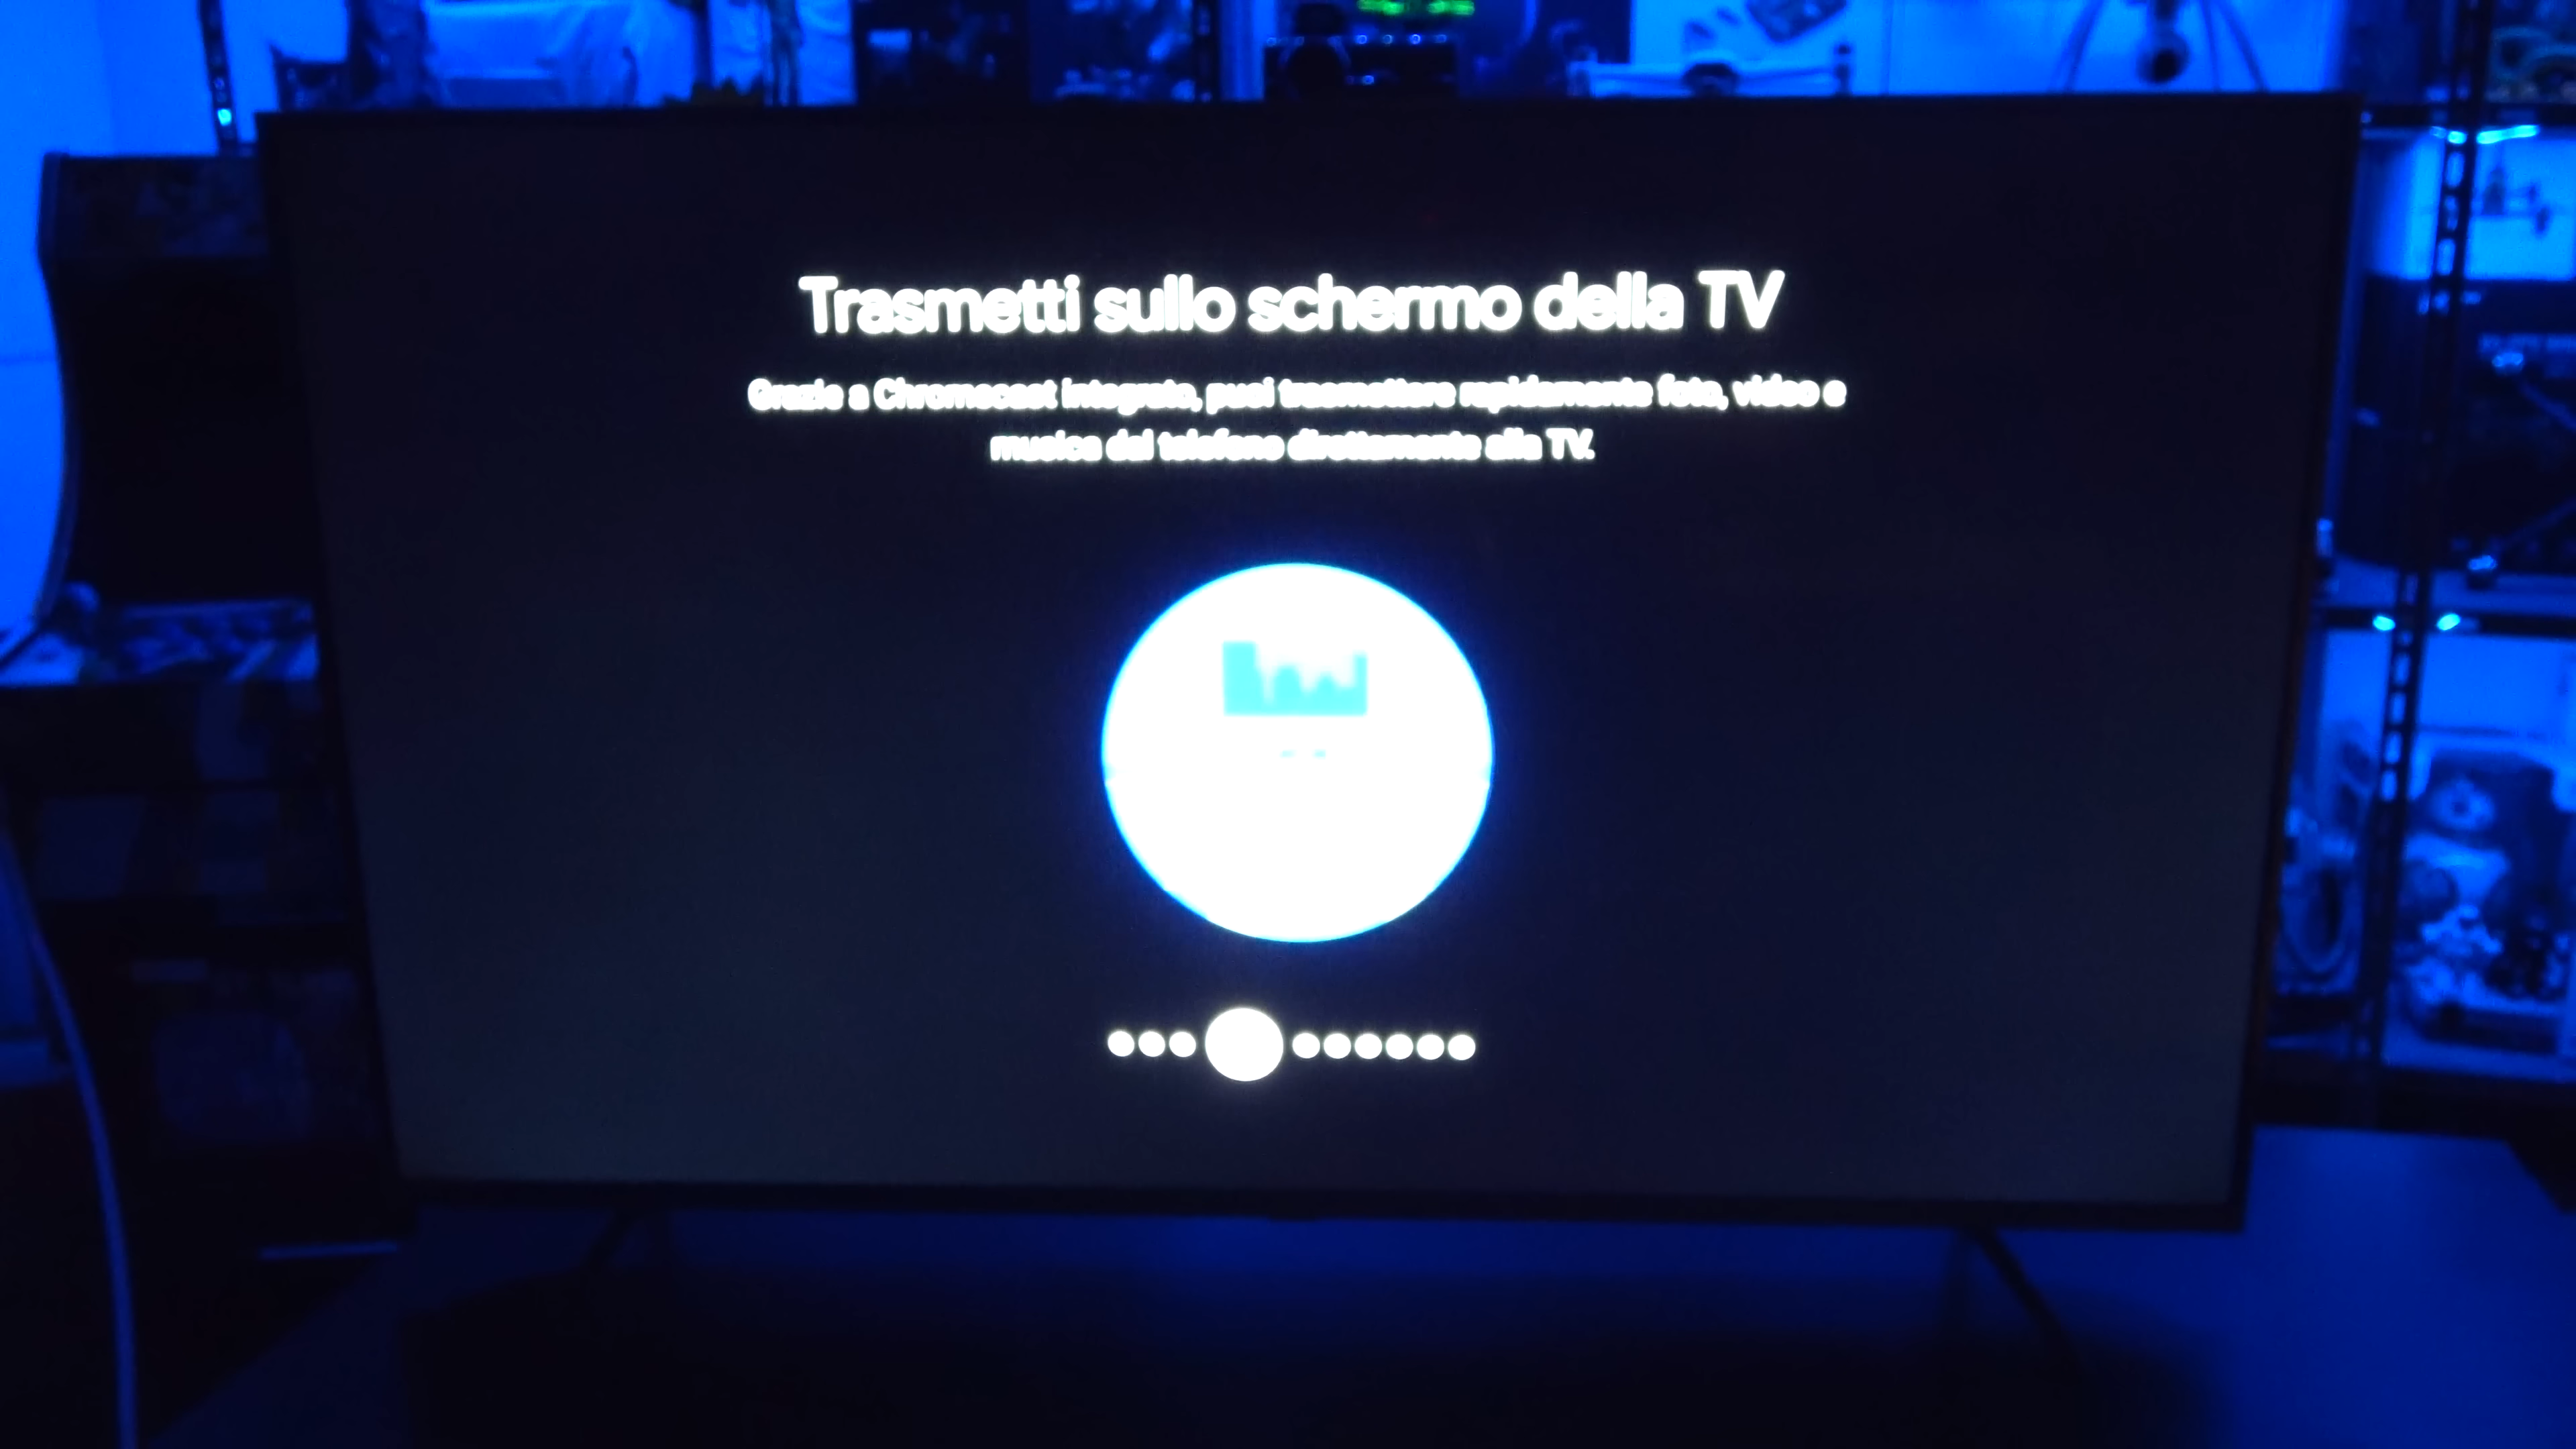 Trasmetti sullo schermo della TV
Grazie a Chromecast integrato, puoi trasmettere rapidamente foto, video e
musica dal telefono direttamente alla TV.